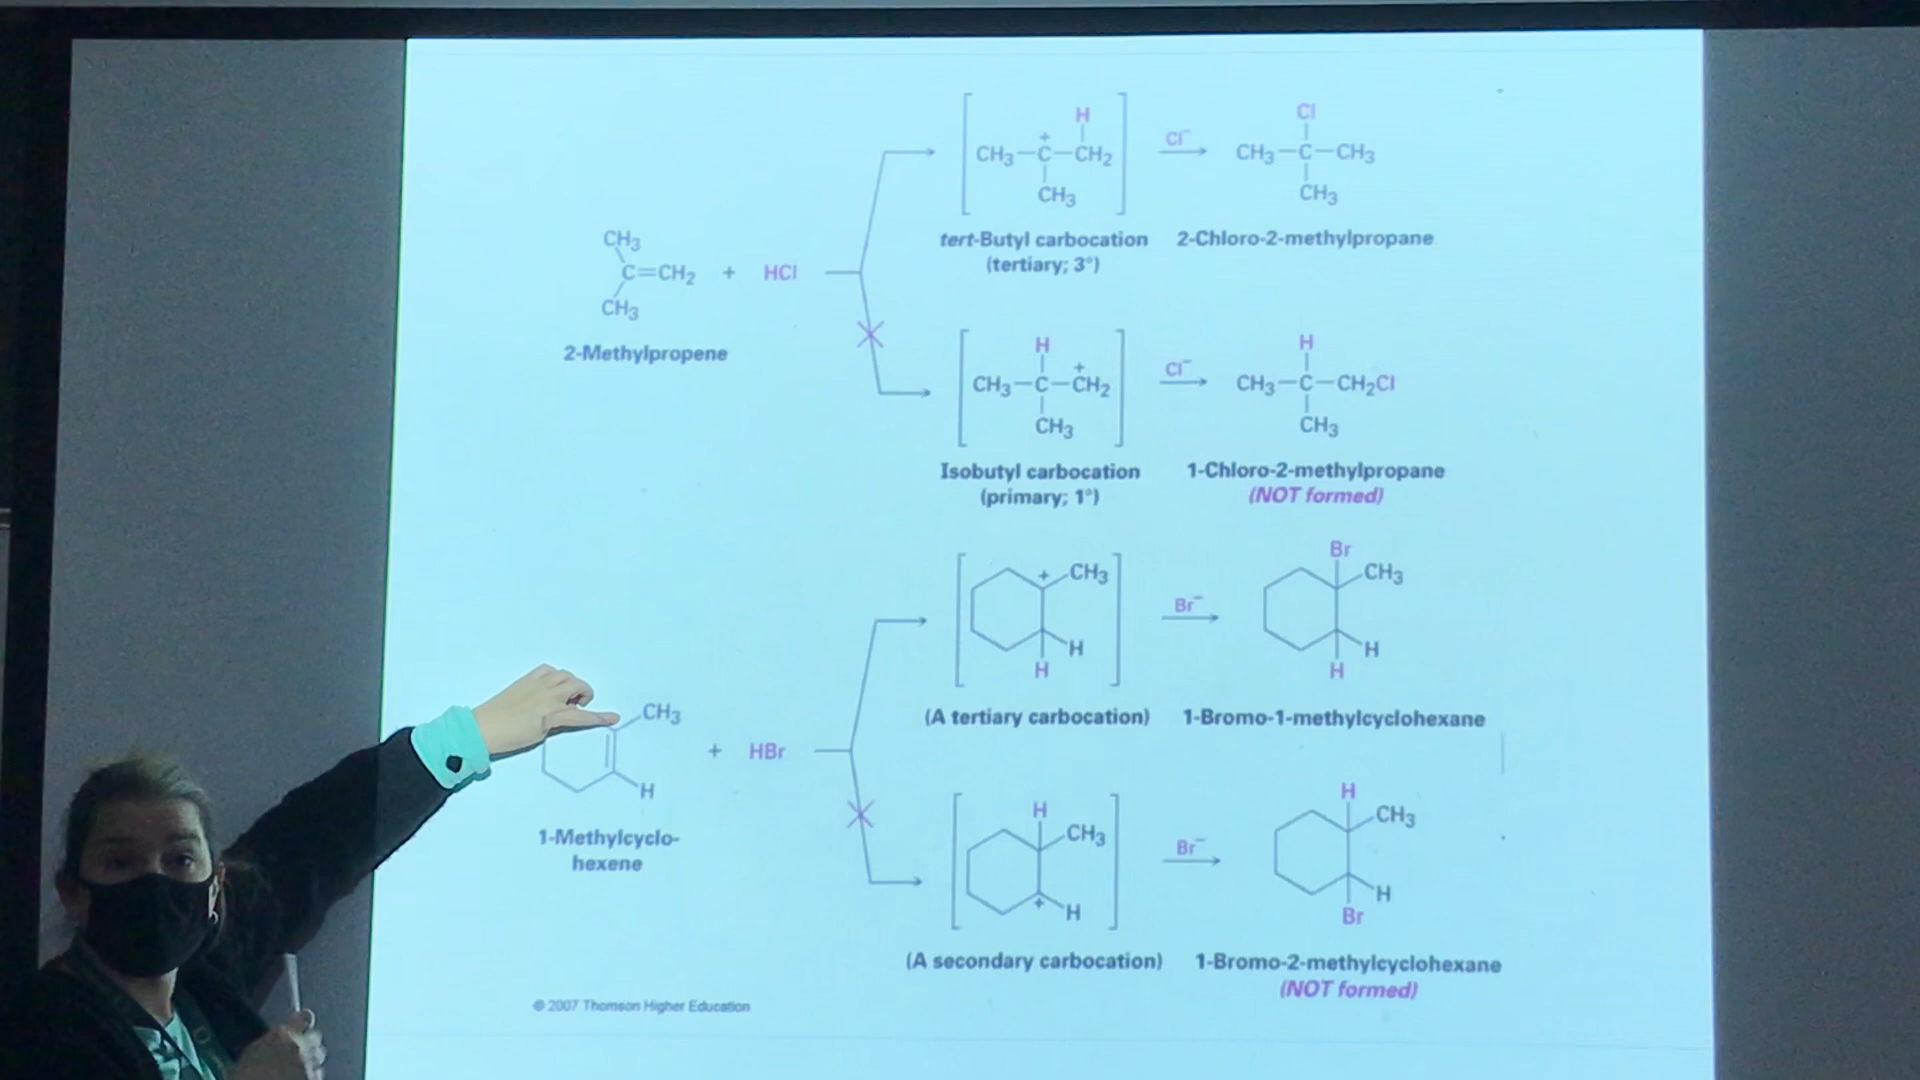 CH₃
C=CH₂ + HCl
CH₃
2-Methylpropene
H
CH₃—C⁺—CH₂
CH₃
tert-Butyl carbocation
(tertiary; 3°)
Cl⁻
Cl
CH₃—C—CH₃
CH₃
2-Chloro-2-methylpropane
H
CH₃—C—CH₂⁺
CH₃
Isobutyl carbocation
(primary; 1°)
Cl⁻
H
CH₃—C—CH₂Cl
CH₃
1-Chloro-2-methylpropane
(NOT formed)
CH₃
H
+ HBr
1-Methylcyclo-
hexene
+ CH₃
H
H
(A tertiary carbocation)
Br⁻
Br
CH₃
H
H
1-Bromo-1-methylcyclohexane
H
CH₃
+ H
(A secondary carbocation)
Br⁻
H
CH₃
H
Br
1-Bromo-2-methylcyclohexane
(NOT formed)
© 2007 Thomson Higher Education